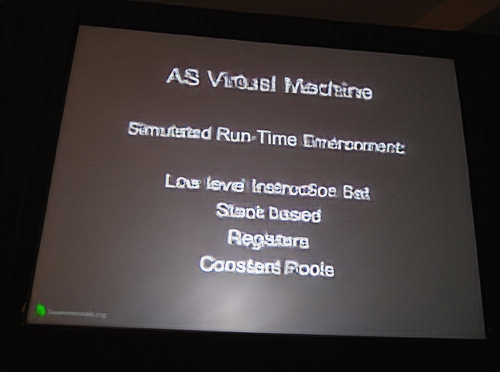 AS Virtual Machine
Simulated Run-Time Environment:
Low level Instruction Set
Stack based
Registers
Constant Pools